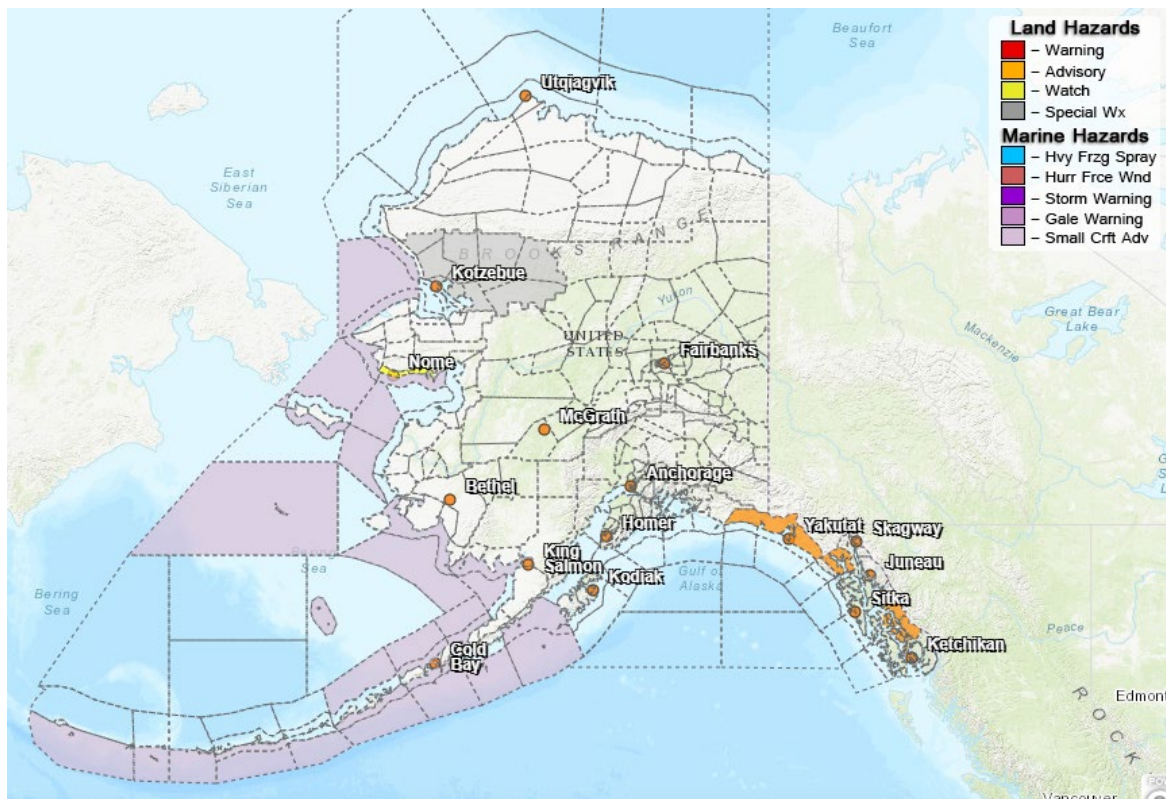 Land Hazards
– Warning
– Advisory
– Watch
– Special Wx
Marine Hazards
– Hvy Frzg Spray
– Hurr Frce Wnd
– Storm Warning
– Gale Warning
– Small Crft Adv
Beaufort
Sea
East
Siberian
Sea
Utqiagvik
BROOKS RANGE
Kotzebue
Yukon
Great Bear
Lake
Mackenzie
UNITED
STATES
Fairbanks
Nome
McGrath
Anchorage
Bethel
Homer
Yakutat
Skagway
King
Salmon
Kodiak
Gulf of
Alaska
Juneau
Sitka
Bering
Sea
Sea
Peace
Cold
Bay
Ketchikan
Edmont
ROCK
Vancouver